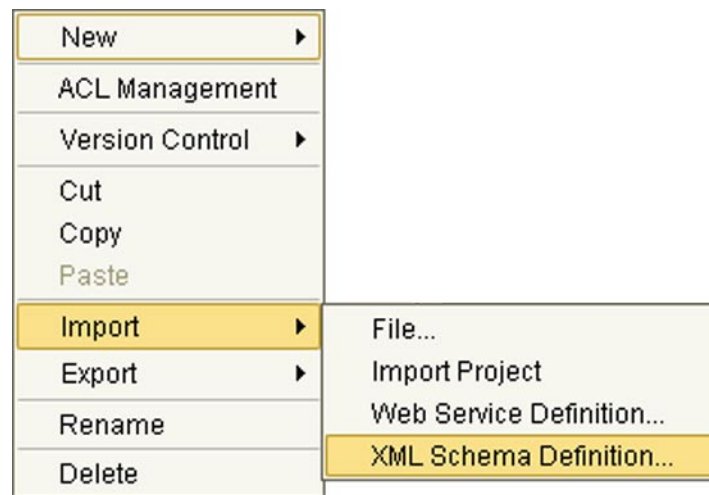 New
ACL Management
Version Control
Cut
Copy
Paste
Import
Export
Rename
Delete
File...
Import Project
Web Service Definition...
XML Schema Definition...